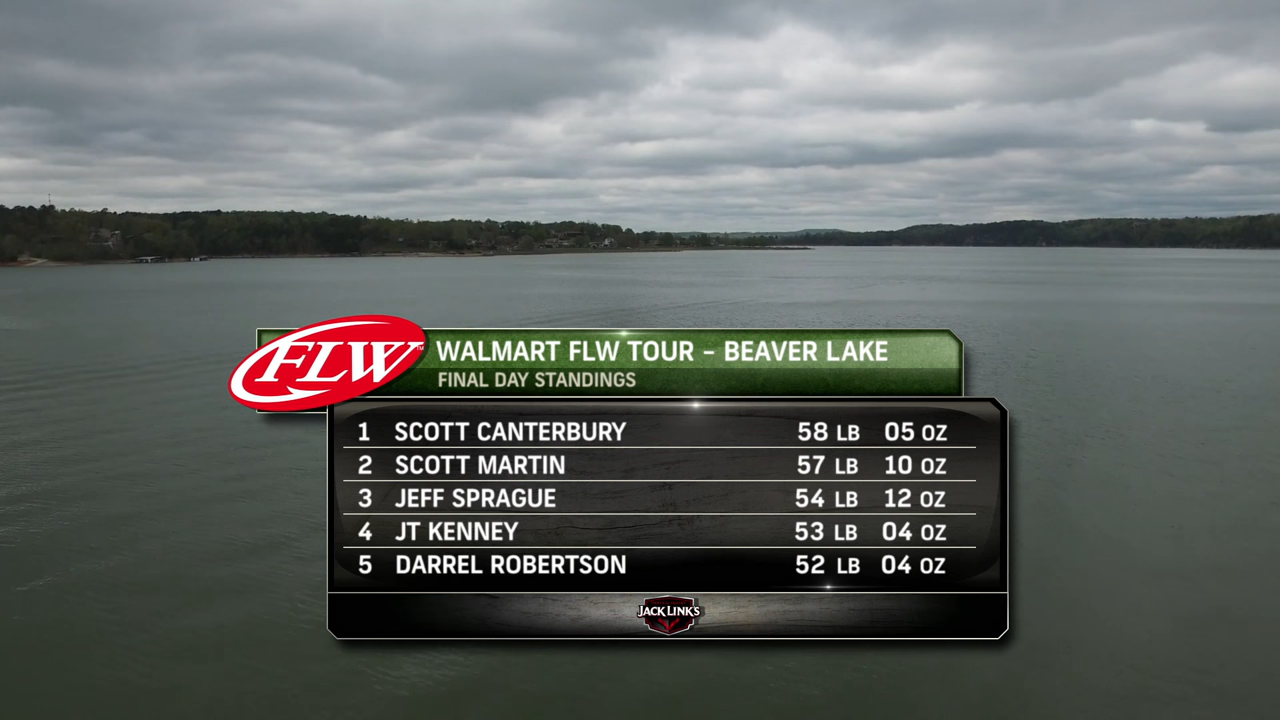 FLW
WALMART FLW TOUR – BEAVER LAKE
FINAL DAY STANDINGS
1 SCOTT CANTERBURY 58 LB 05 OZ
2 SCOTT MARTIN 57 LB 10 OZ
3 JEFF SPRAGUE 54 LB 12 OZ
4 JT KENNEY 53 LB 04 OZ
5 DARREL ROBERTSON 52 LB 04 OZ
JACK LINK'S